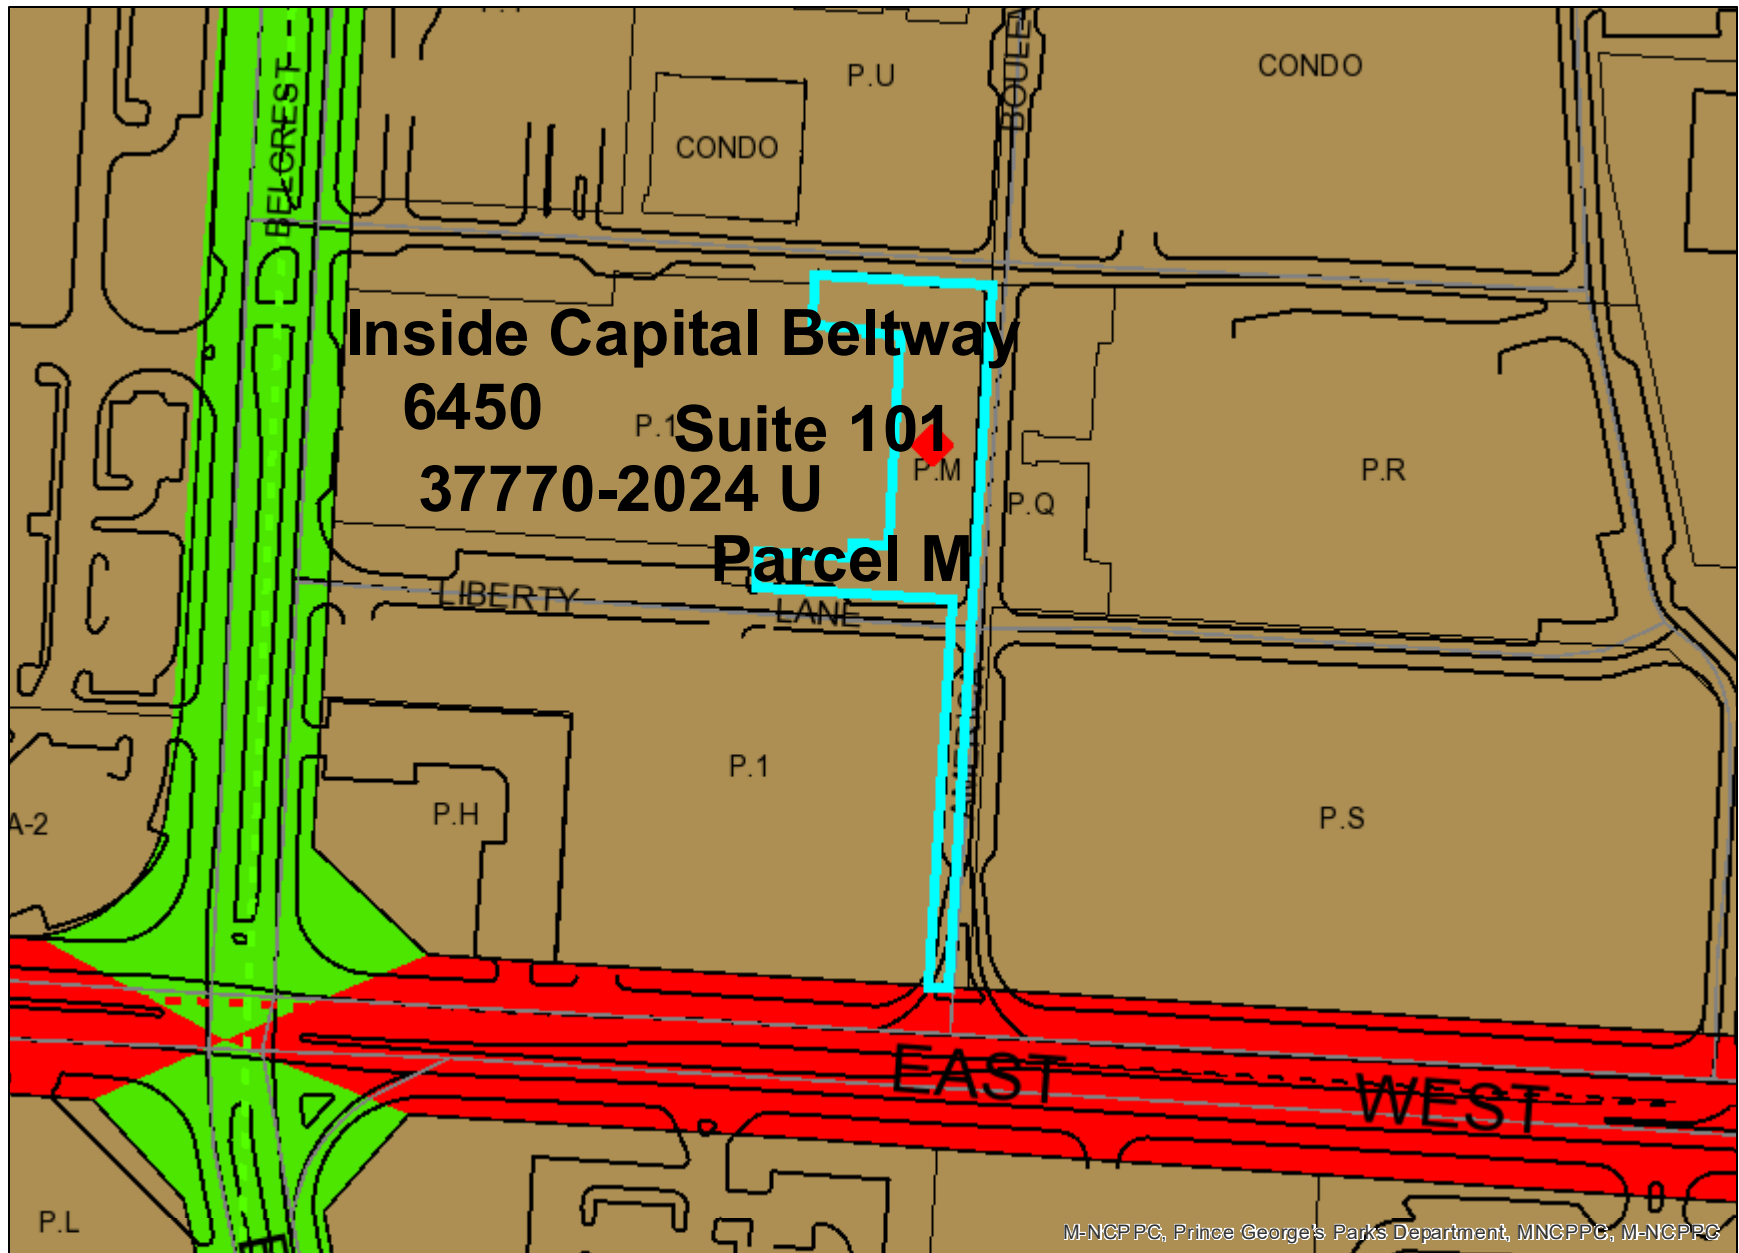 P.U
CONDO
BOULEVA
BELCREST
CONDO
Inside Capital Beltway
6450
P.1
Suite 101
P.M
P.R
37770-2024 U
P.Q
Parcel M
LIBERTY
LANE
P.1
P.H
P.S
A-2
EAST
WEST
P.L
M-NCPPC, Prince George's Parks Department, MNCPPC, M-NCPPC